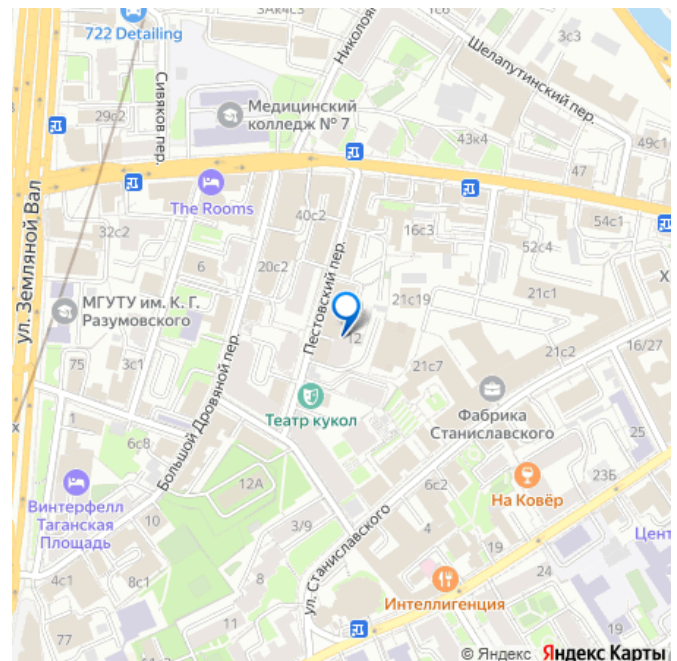 3Ак4с3
1с6
722 Detailing
Николоя
3с3
Шелапутинский пер.
Сивяков пер.
29с2
Медицинский
колледж № 7
43к4
49с1
47
ул. Земляной Вал
The Rooms
40с2
32с2
16с3
54с1
52с4
20с2
6
Пестовский пер.
Х
МГУТУ им. К. Г.
Разумовского
21с19
21с1
12
75
3с1
21с7
21с2
16/27
Большой Дровяной пер.
Театр кукол
Фабрика
Станиславского
1
х
6с8
25
12А
6с2
23Б
На Ковёр
Винтерфелл
Таганская
Площадь
10
3/9
ул. Станиславского
4
Цент
4с1
8с1
8
24
11
Интеллигенция
77
19
© Яндекс Яндекс Карты